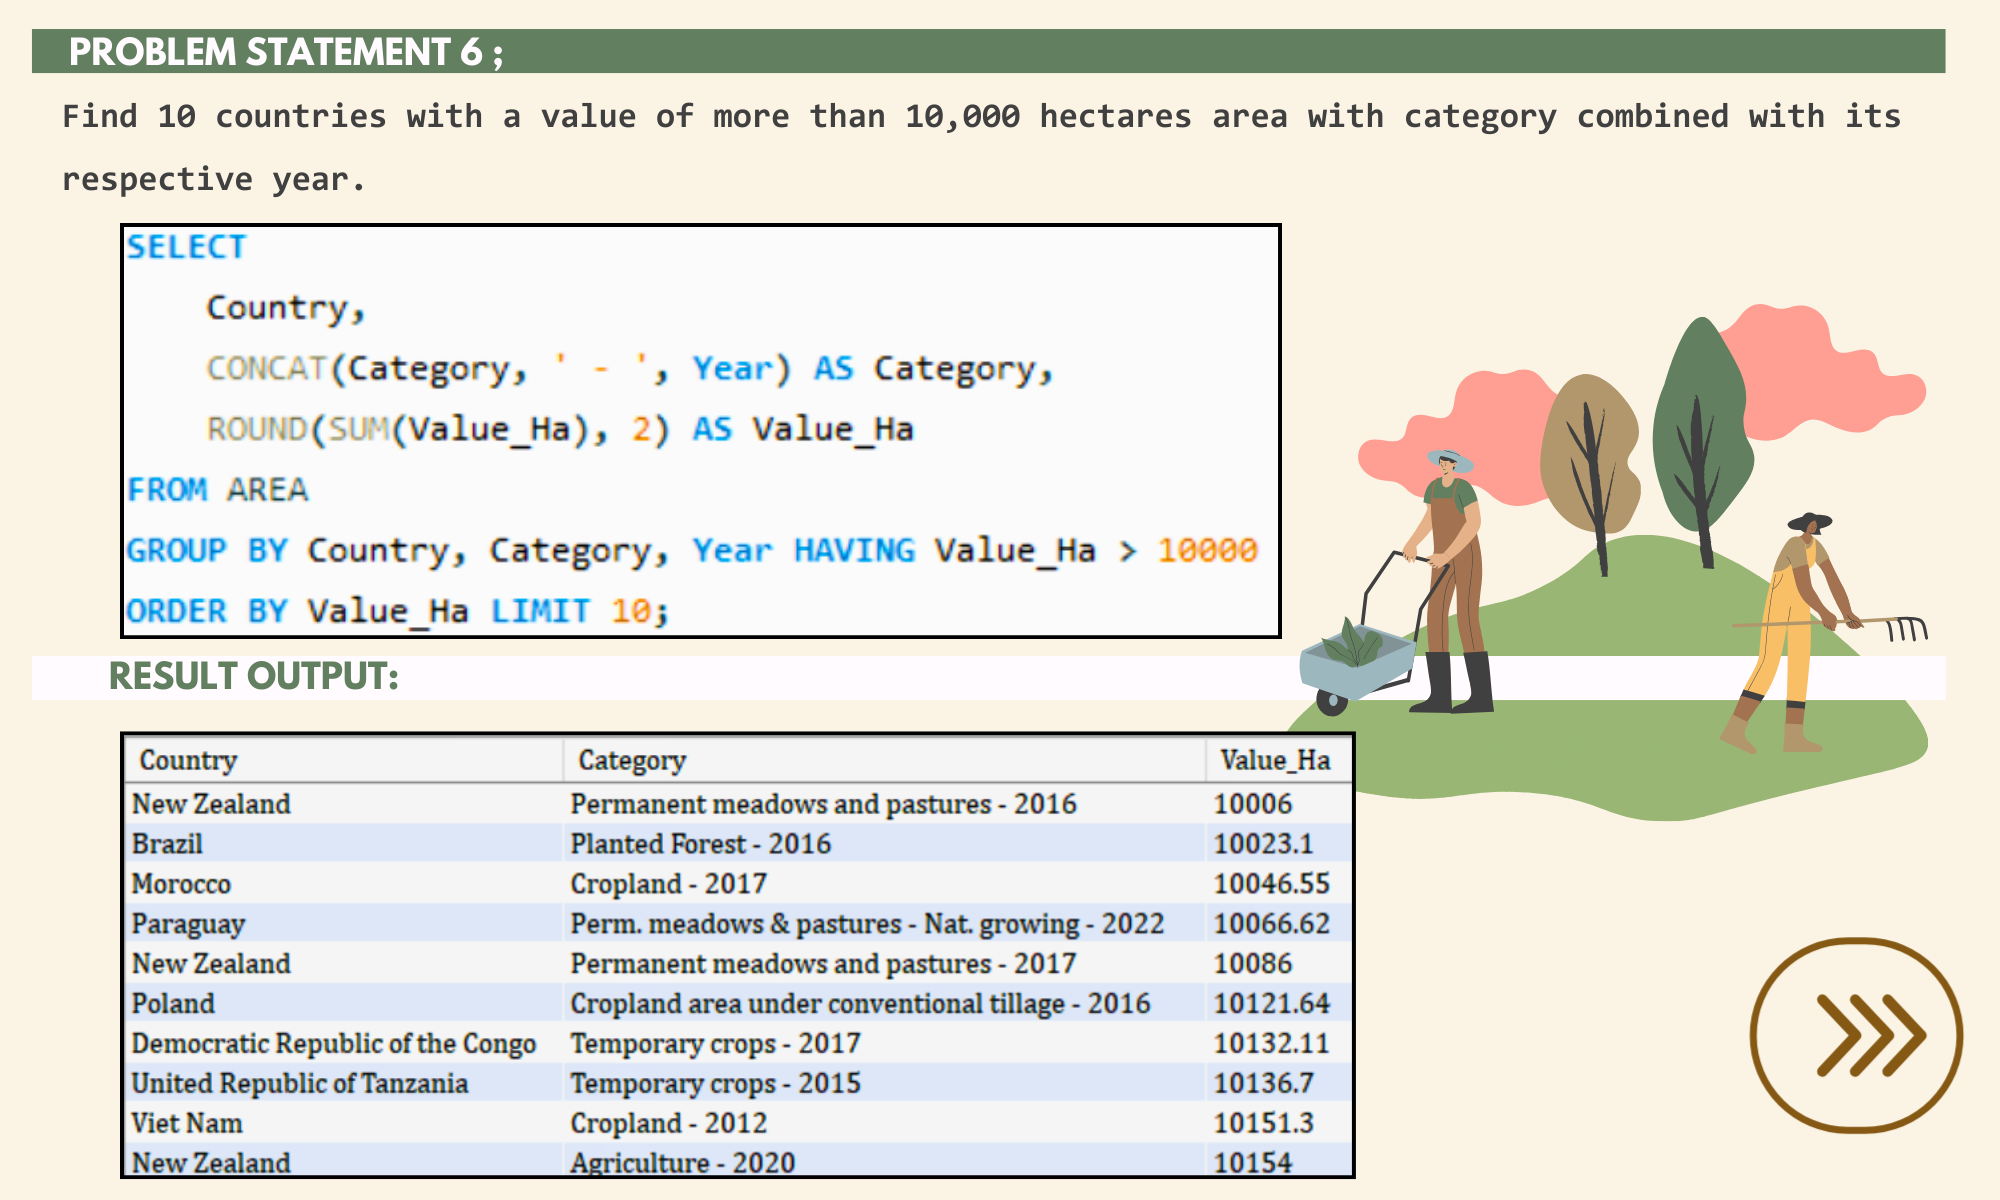 PROBLEM STATEMENT 6 ;
Find 10 countries with a value of more than 10,000 hectares area with category combined with its
respective year.
SELECT
Country,
CONCAT(Category, ' - ', Year) AS Category,
ROUND(SUM(Value_Ha), 2) AS Value_Ha
FROM AREA
GROUP BY Country, Category, Year HAVING Value_Ha > 10000
ORDER BY Value_Ha LIMIT 10;
RESULT OUTPUT:
Country Category Value_Ha
New Zealand Permanent meadows and pastures - 2016 10006
Brazil Planted Forest - 2016 10023.1
Morocco Cropland - 2017 10046.55
Paraguay Perm. meadows & pastures - Nat. growing - 2022 10066.62
New Zealand Permanent meadows and pastures - 2017 10086
Poland Cropland area under conventional tillage - 2016 10121.64
Democratic Republic of the Congo Temporary crops - 2017 10132.11
United Republic of Tanzania Temporary crops - 2015 10136.7
Viet Nam Cropland - 2012 10151.3
New Zealand Agriculture - 2020 10154